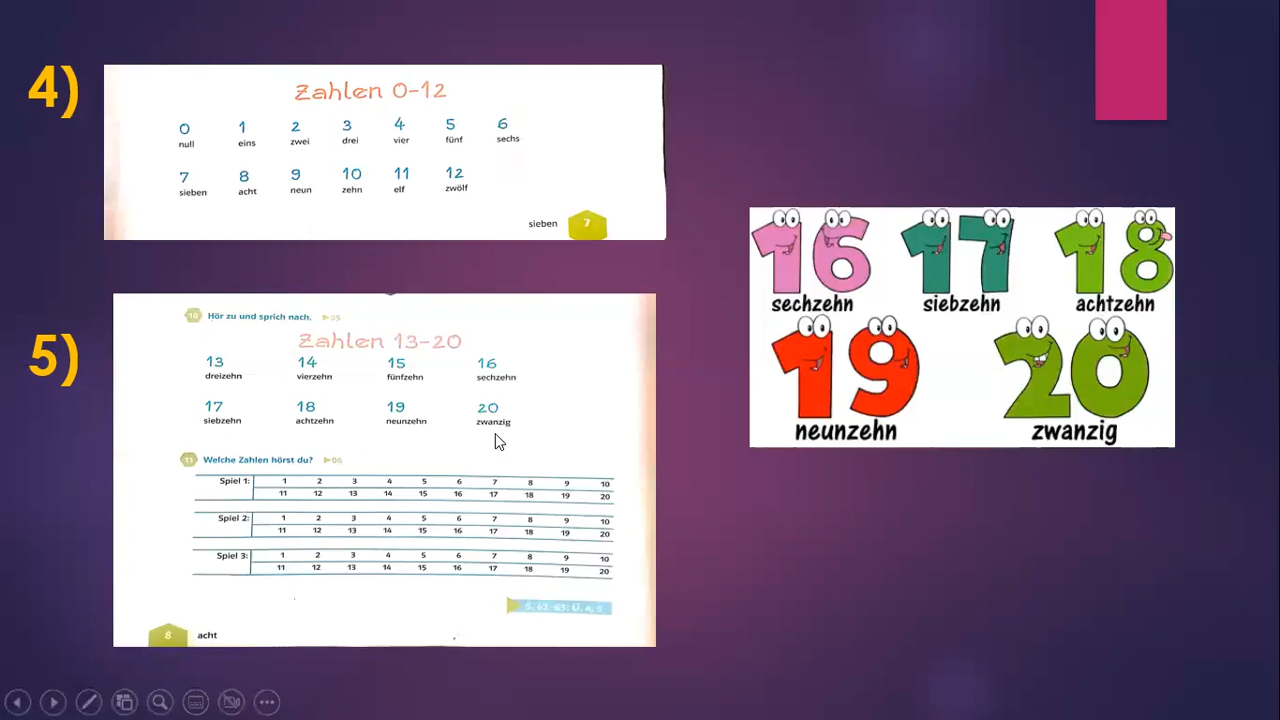 4)
Zahlen 0-12
0 1 2 3 4 5 6
null eins zwei drei vier fünf sechs
7 8 9 10 11 12
sieben acht neun zehn elf zwölf
sieben 7
5)
10 Hör zu und sprich nach. ▶05
Zahlen 13-20
13 14 15 16
dreizehn vierzehn fünfzehn sechzehn
17 18 19 20
siebzehn achtzehn neunzehn zwanzig
11 Welche Zahlen hörst du? ▶06
Spiel 1: 1 2 3 4 5 6 7 8 9 10
11 12 13 14 15 16 17 18 19 20
Spiel 2: 1 2 3 4 5 6 7 8 9 10
11 12 13 14 15 16 17 18 19 20
Spiel 3: 1 2 3 4 5 6 7 8 9 10
11 12 13 14 15 16 17 18 19 20
8 acht
16 17 18
sechzehn siebzehn achtzehn
19 20
neunzehn zwanzig